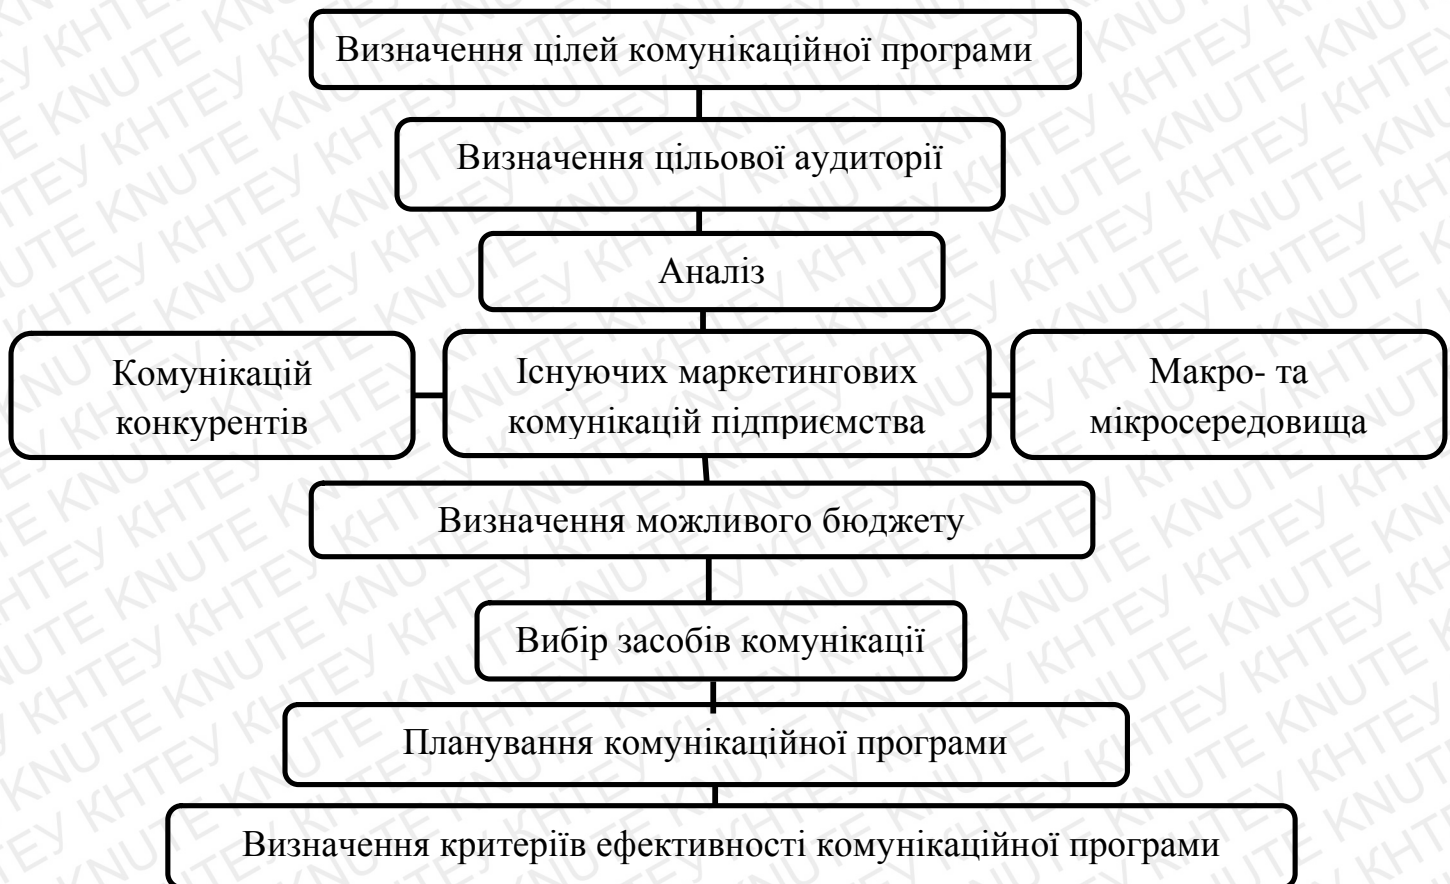 Визначення цілей комунікаційної програми
Визначення цільової аудиторії
Аналіз
Комунікацій
конкурентів
Існуючих маркетингових
комунікацій підприємства
Макро- та
мікросередовища
Визначення можливого бюджету
Вибір засобів комунікації
Планування комунікаційної програми
Визначення критеріїв ефективності комунікаційної програми